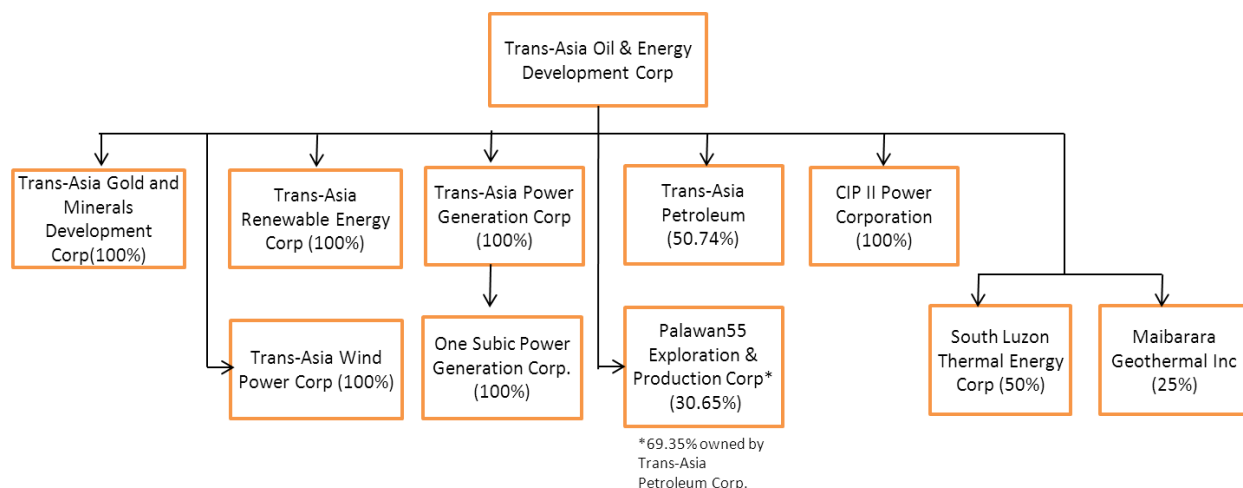 Trans-Asia Oil & Energy
Development Corp
Trans-Asia Gold and
Minerals
Development
Corp(100%)
Trans-Asia
Renewable Energy
Corp (100%)
Trans-Asia Power
Generation Corp
(100%)
Trans-Asia
Petroleum
(50.74%)
CIP II Power
Corporation
(100%)
Trans-Asia Wind
Power Corp (100%)
One Subic Power
Generation Corp.
(100%)
Palawan55
Exploration &
Production Corp*
(30.65%)
South Luzon
Thermal Energy
Corp (50%)
Maibarara
Geothermal Inc
(25%)
*69.35% owned by
Trans-Asia
Petroleum Corp.